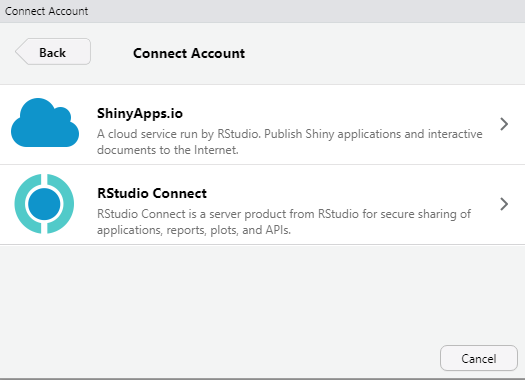 Connect Account
Back
Connect Account
ShinyApps.io
A cloud service run by RStudio. Publish Shiny applications and interactive
documents to the Internet.
RStudio Connect
RStudio Connect is a server product from RStudio for secure sharing of
applications, reports, plots, and APIs.
Cancel